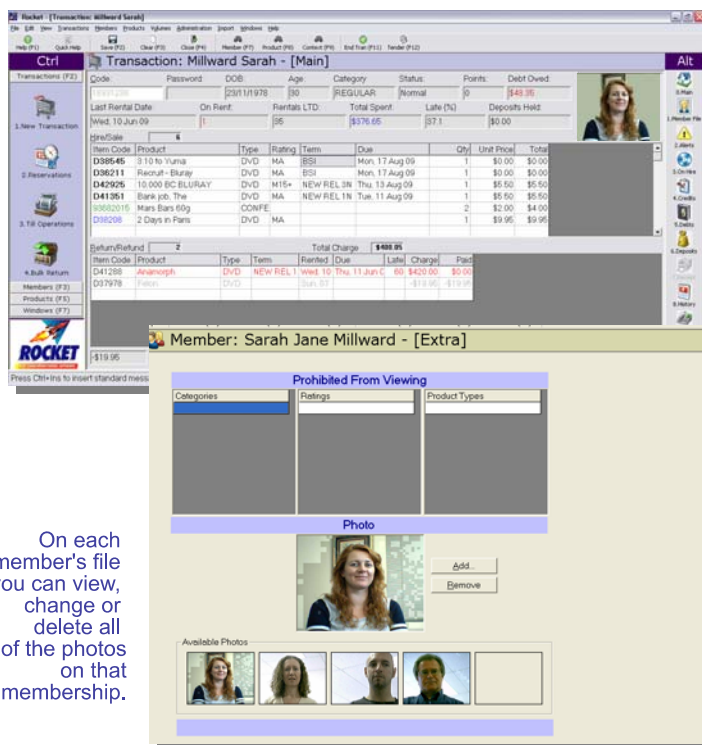 Rocket - [Transaction: Millward Sarah]
File Edit View Transactions Members Products Volumes Administration Import Windows Help
Help (F1) Quick Help Save (F2) Clear (F3) Close (F4) Member (F7) Product (F8) Content (F9) End Tran (F11) Tender (F12)
Ctrl Transaction: Millward Sarah - [Main] Alt
Transactions (F2)
Code: Password: DOB: Age: Category Status: Points: Debt Owed:
23/11/1978 30 REGULAR Normal 0 $48.35
Last Rental Date: On Rent: Rentals LTD: Total Spent: Late (%) Deposits Held:
Wed, 10 Jun 09 1 95 $376.65 37.1 $0.00
Hire/Sale 6
Item Code Product Type Rating Term Due Qty Unit Price Total
D38545 3:10 to Yuma DVD MA BSI Mon, 17 Aug 09 1 $0.00 $0.00
D36211 Recruit - Bluray DVD MA BSI Mon, 17 Aug 09 1 $0.00 $0.00
D42925 10,000 BC BLURAY DVD M15+ NEW REL 3N Thu, 13 Aug 09 1 $5.50 $5.50
D41351 Bank job, The DVD MA NEW REL 1N Tue, 11 Aug 09 1 $5.50 $5.50
93682015 Mars Bars 60g CONFE 2 $2.00 $4.00
D38208 2 Days in Paris DVD MA 1 $9.95 $9.95
Return/Refund 2 Total Charge $408.05
Item Code Product Type Term Rented Due Late Charge Paid
D41288 Anamorph DVD NEW REL 1 Wed, 10 Thu, 11 Jun 0 60 $420.00 $0.00
D37978 Felon DVD Sun, 07 -$19.95 -$19.95
1.New Transaction
2.Reservations
3.Till Operations
4.Bulk Return
Members (F3)
Products (F5)
Windows (F7)
ROCKET
-$19.95
0.Main
1.Member File
2.Alerts
3.On Hire
4.Credits
5.Debts
6.Deposits
8.History
Press Ctrl+Ins to insert standard mess
Member: Sarah Jane Millward - [Extra]
Prohibited From Viewing
Categories Ratings Product Types
Photo
Add...
Remove
Available Photos
On each
member's file
you can view,
change or
delete all
of the photos
on that
membership.